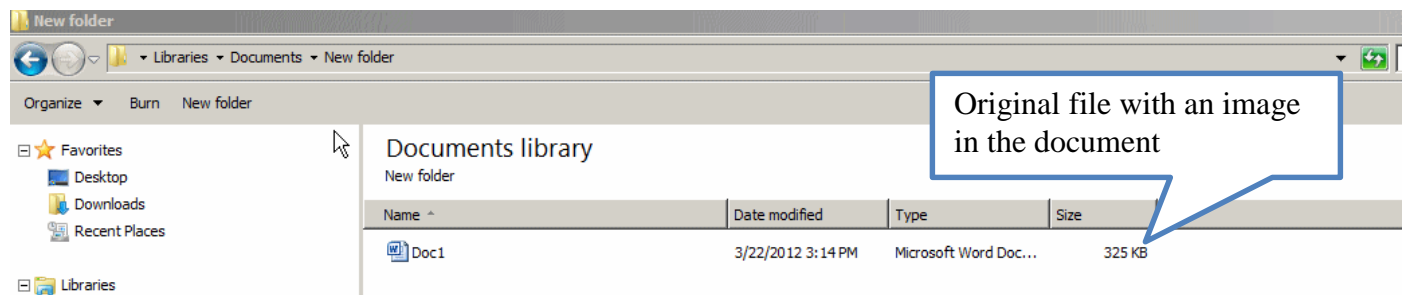 New folder
Libraries Documents New folder
Organize Burn New folder
Original file with an image
in the document
Favorites
Desktop
Downloads
Recent Places
Libraries
Documents library
New folder
Name Date modified Type Size
Doc1 3/22/2012 3:14 PM Microsoft Word Doc... 325 KB